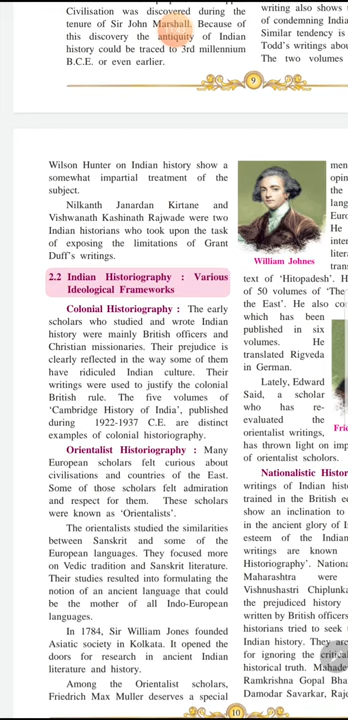 Civilisation was discovered during the
tenure of Sir John Marshall. Because of
this discovery the antiquity of Indian
history could be traced to 3rd millennium
B.C.E. or even earlier.
writing also shows
of condemning India
Similar tendency is
Todd's writings abou
The two volumes
9
Wilson Hunter on Indian history show a
somewhat impartial treatment of the
subject.
Nilkanth Janardan Kirtane and
Vishwanath Kashinath Rajwade were two
Indian historians who took upon the task
of exposing the limitations of Grant
Duff's writings.
2.2 Indian Historiography : Various
Ideological Frameworks
Colonial Historiography : The early
scholars who studied and wrote Indian
history were mainly British officers and
Christian missionaries. Their prejudice is
clearly reflected in the way some of them
have ridiculed Indian culture. Their
writings were used to justify the colonial
British rule. The five volumes of
'Cambridge History of India', published
during 1922-1937 C.E. are distinct
examples of colonial historiography.
Orientalist Historiography : Many
European scholars felt curious about
civilisations and countries of the East.
Some of those scholars felt admiration
and respect for them. These scholars
were known as 'Orientalists'.
The orientalists studied the similarities
between Sanskrit and some of the
European languages. They focused more
on Vedic tradition and Sanskrit literature.
Their studies resulted into formulating the
notion of an ancient language that could
be the mother of all Indo-European
languages.
In 1784, Sir William Jones founded
Asiatic society in Kolkata. It opened the
doors for research in ancient Indian
literature and history.
Among the Orientalist scholars,
Friedrich Max Muller deserves a special
men
opin
the
lang
Euro
He
inter
litera
trans
William Johnes
text of 'Hitopadesh'. H
of 50 volumes of 'The
the East'. He also co
which has been
published in six
volumes. He
translated Rigveda
in German.
Lately, Edward
Said, a scholar
who has re-
evaluated the
orientalist writings,
Frie
has thrown light on imp
of orientalist scholars.
Nationalistic Histor
writings of Indian histo
trained in the British e
show an inclination to
in the ancient glory of I
esteem of the Indian
writings are known
Historiography'. Nationa
Maharashtra were
Vishnushastri Chiplunka
the prejudiced history
written by British officers
historians tried to seek
Indian history. They are
for ignoring the critical
historical truth. Mahade
Ramkrishna Gopal Bha
Damodar Savarkar, Raje
10